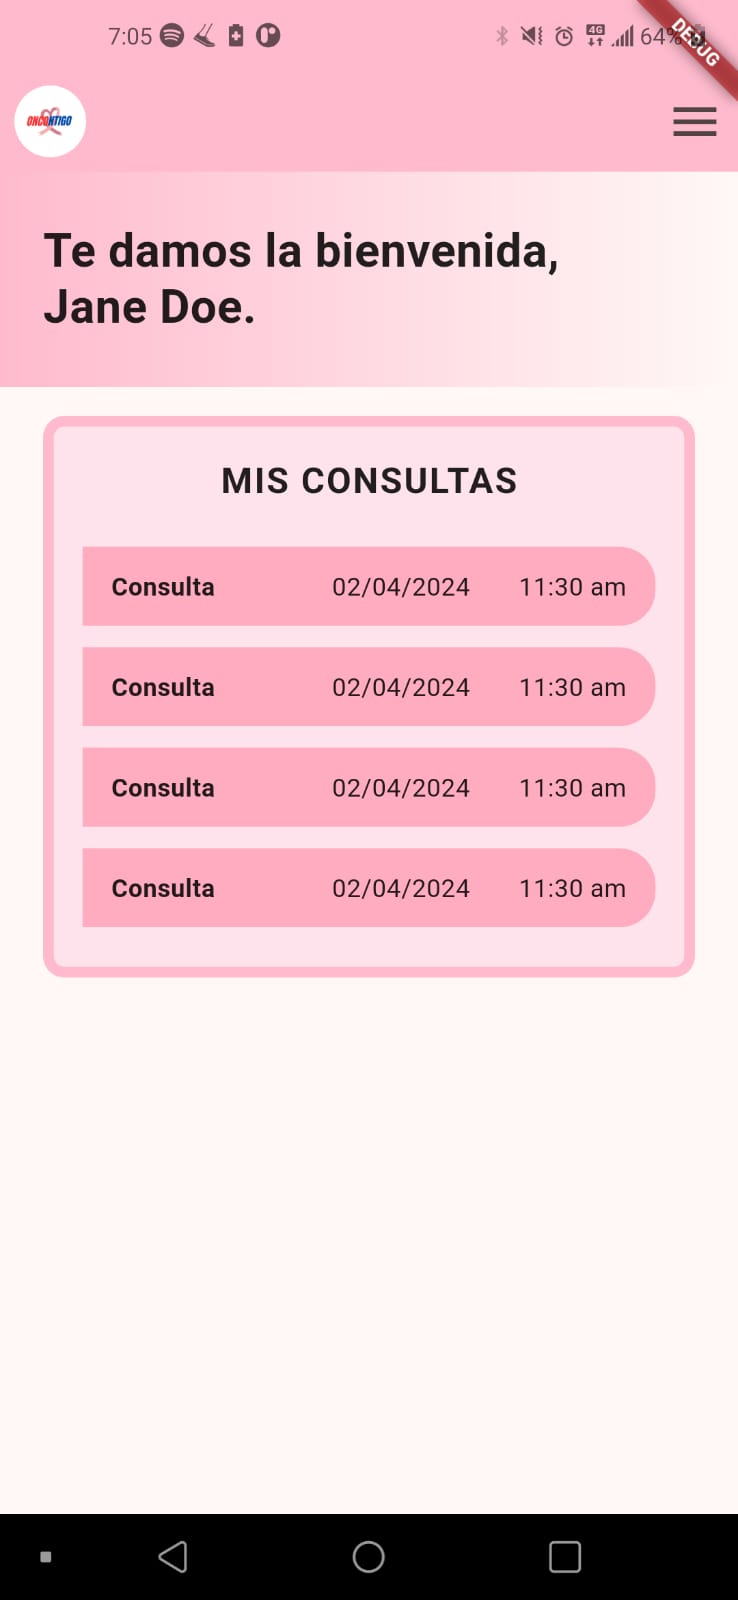 7:05 4G 64%
DEBUG
ONCONTIGO
Te damos la bienvenida,
Jane Doe.
MIS CONSULTAS
Consulta 02/04/2024 11:30 am
Consulta 02/04/2024 11:30 am
Consulta 02/04/2024 11:30 am
Consulta 02/04/2024 11:30 am